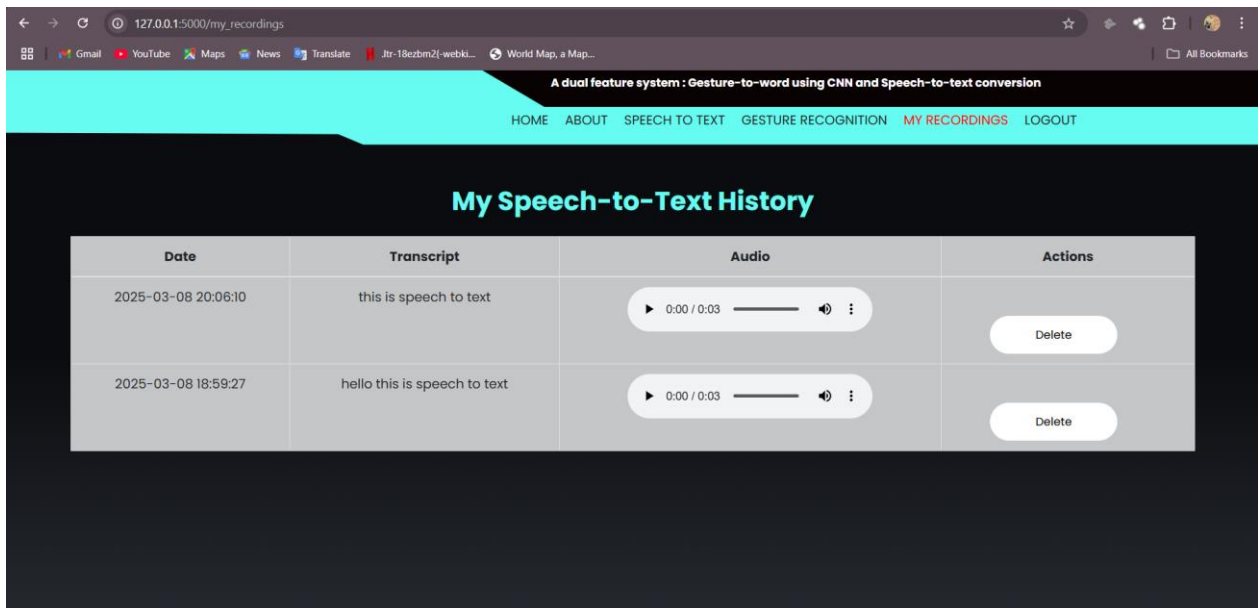 127.0.0.1:5000/my_recordings
Gmail YouTube Maps News Translate .ltr-18ezbm2{-webki... World Map, a Map... All Bookmarks
A dual feature system : Gesture-to-word using CNN and Speech-to-text conversion
HOME ABOUT SPEECH TO TEXT GESTURE RECOGNITION MY RECORDINGS LOGOUT
My Speech-to-Text History
Date Transcript Audio Actions
2025-03-08 20:06:10 this is speech to text 0:00 / 0:03
Delete
2025-03-08 18:59:27 hello this is speech to text 0:00 / 0:03
Delete